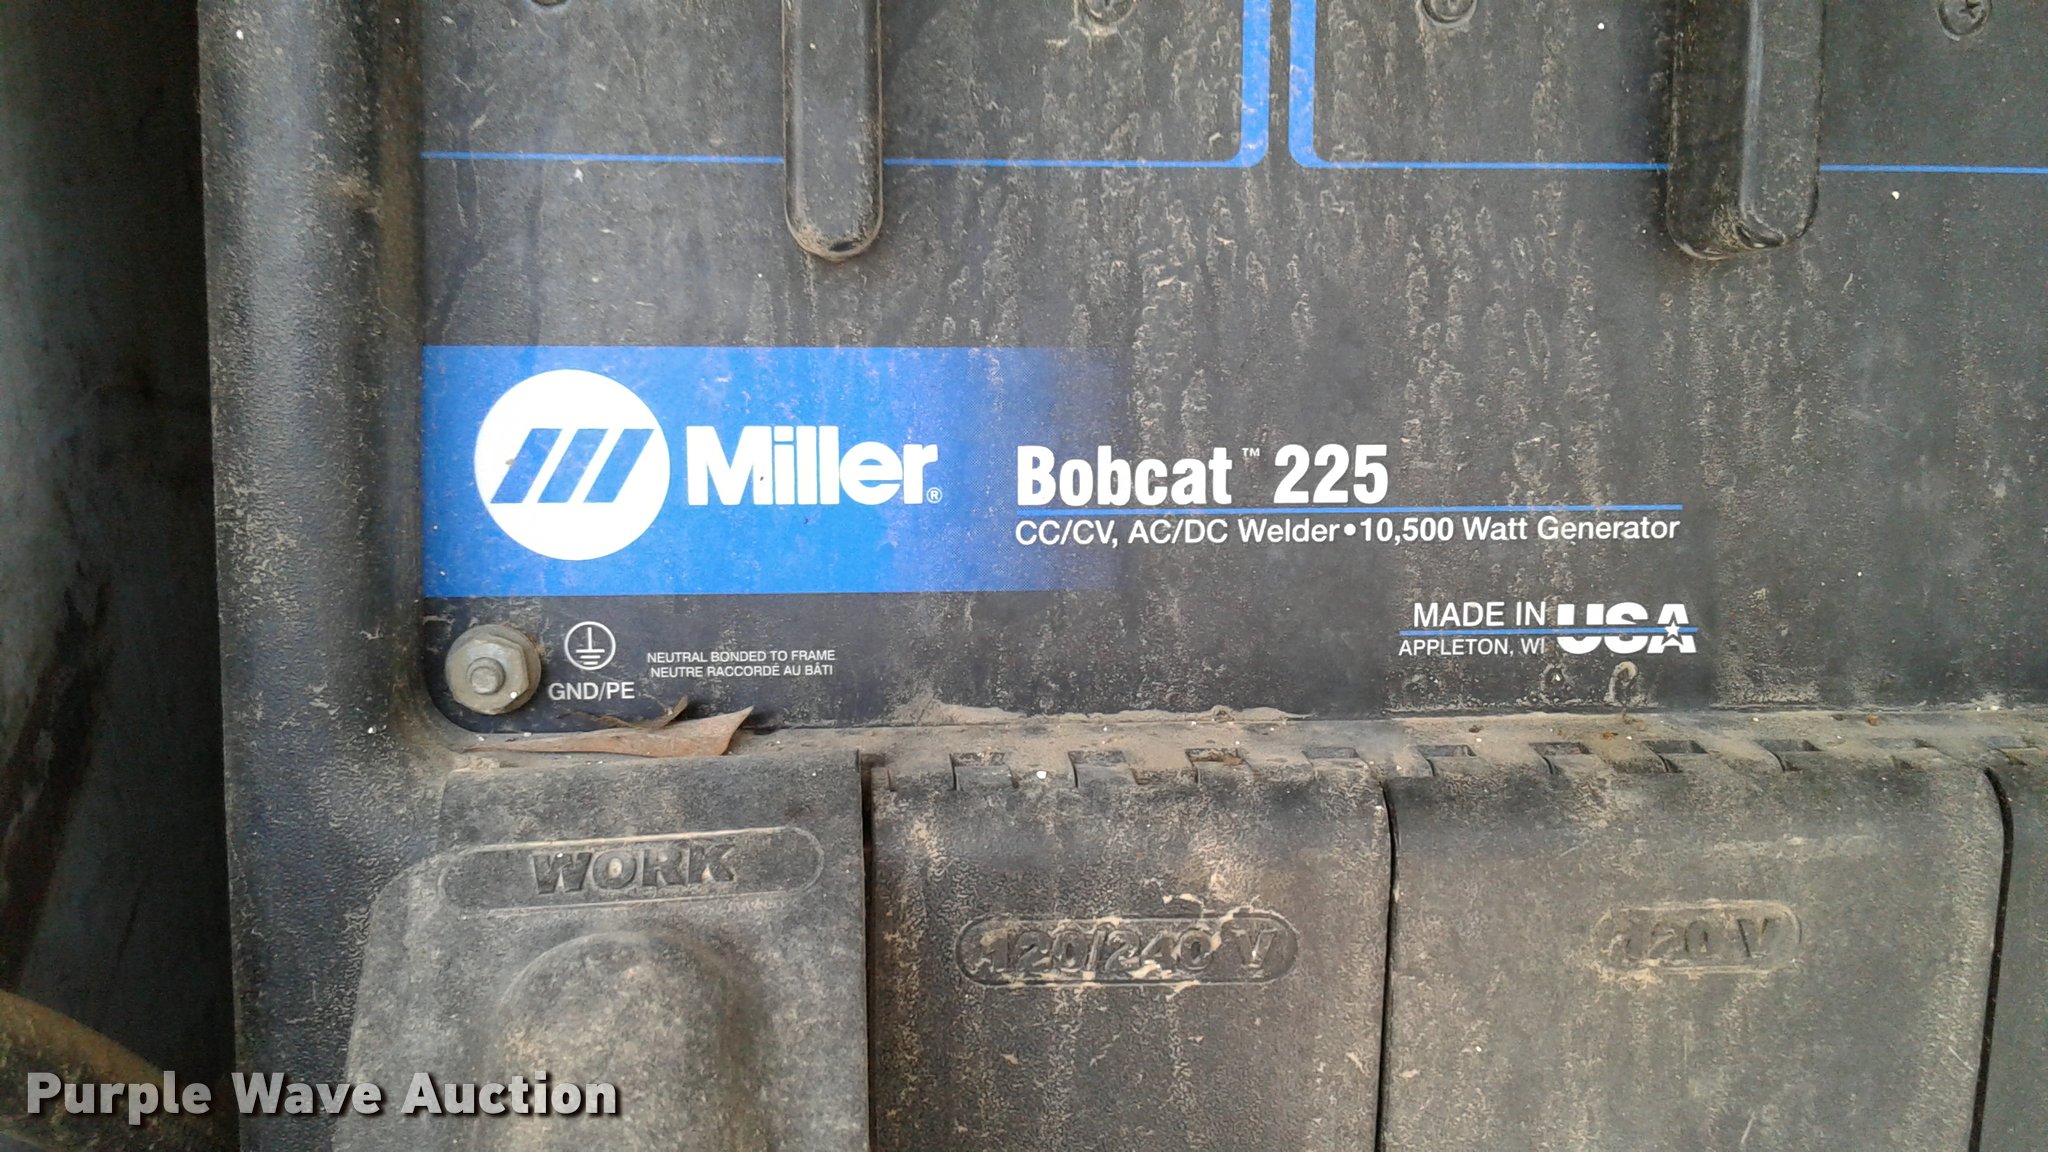 Miller®
Bobcat™ 225
CC/CV, AC/DC Welder•10,500 Watt Generator
MADE IN USA
APPLETON, WI
GND/PE
NEUTRAL BONDED TO FRAME
NEUTRE RACCORDÉ AU BÂTI
WORK
120/240 V
120 V
Purple Wave Auction